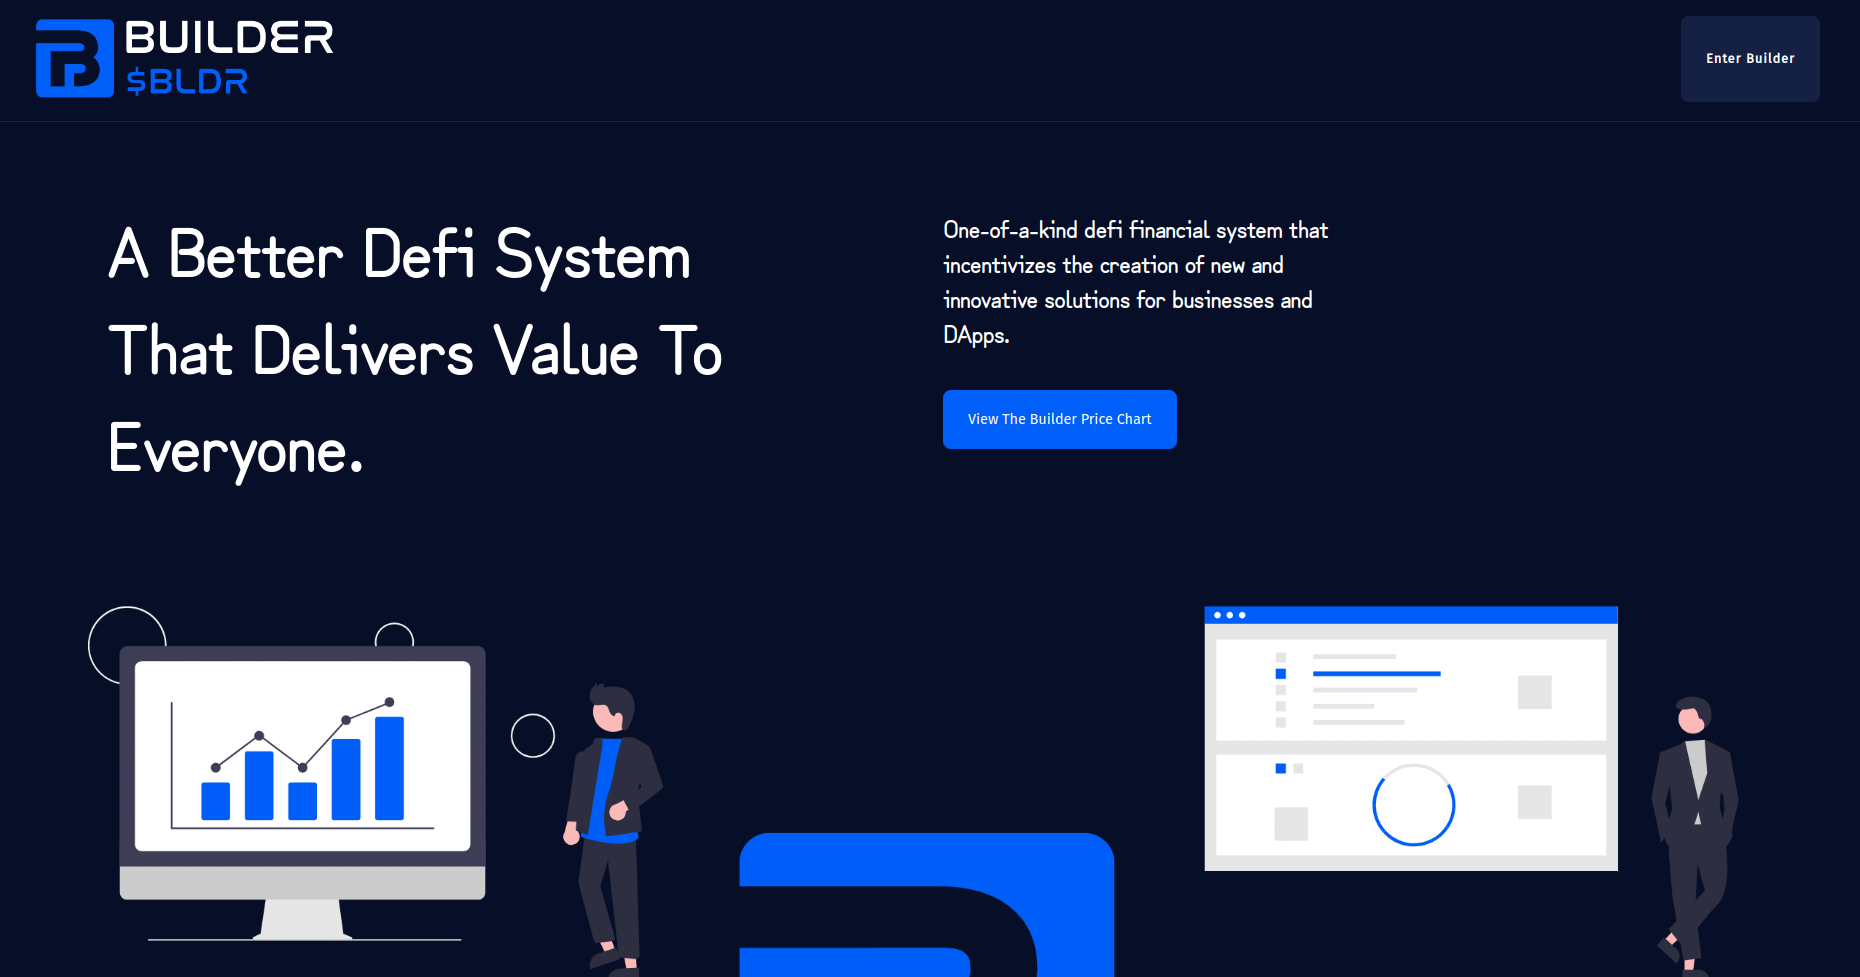 BUILDER
$BLDR
Enter Builder
A Better Defi System
That Delivers Value To
Everyone.
One-of-a-kind defi financial system that
incentivizes the creation of new and
innovative solutions for businesses and
DApps.
View The Builder Price Chart